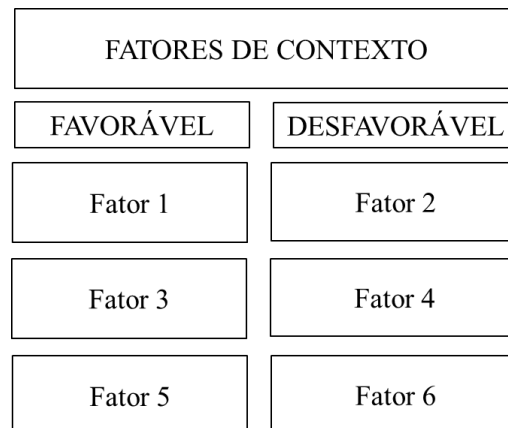 FATORES DE CONTEXTO
FAVORÁVEL
DESFAVORÁVEL
Fator 1
Fator 2
Fator 3
Fator 4
Fator 5
Fator 6